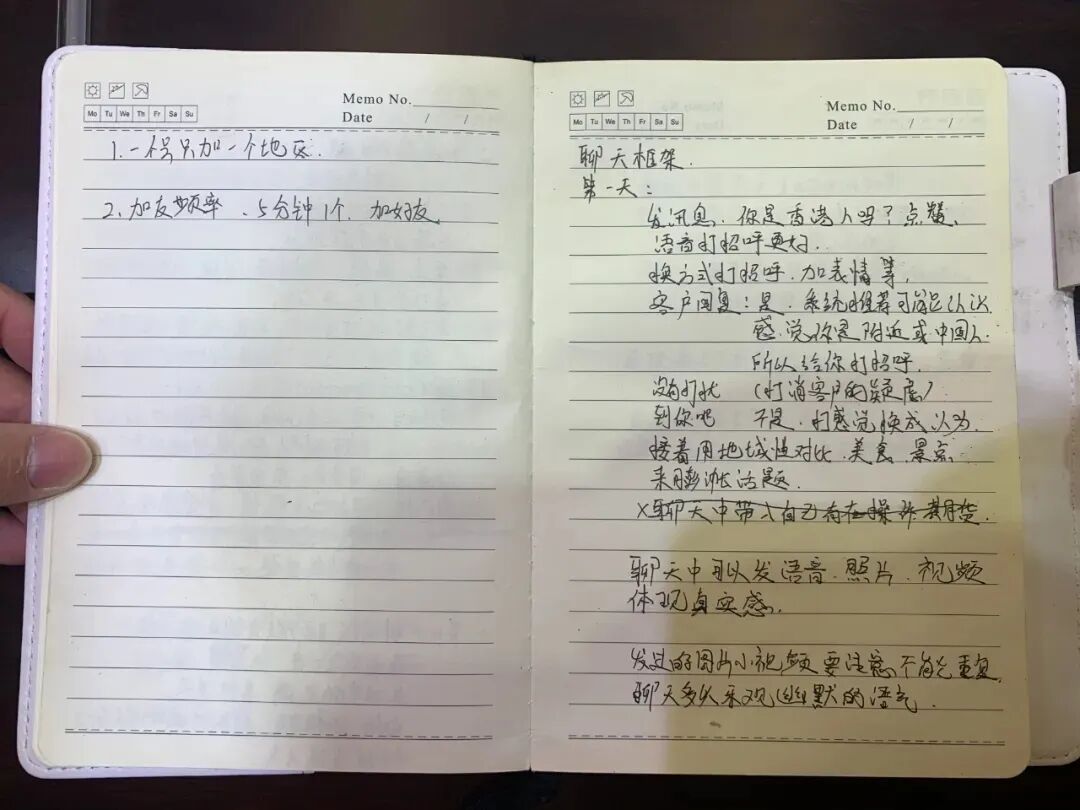 Memo No.
Date / /
Mo Tu We Th Fr Sa Su
1. 一号只加一个地区.
2. 加友频率、5分钟1个. 加好友
Memo No.
Date / /
Mo Tu We Th Fr Sa Su
聊天框架.
第一天：
发讯息. 你是香港人吗？点赞.
语音打招呼更好.
换方式打招呼. 加表情等.
客户回复：是. 系统推荐可能认识
感觉你是附近或中国人.
所以给你打招呼.
没有打扰 (打消客户的疑虑)
到你吧 不是. 把感觉换成以为.
接着用地域性对比. 美食. 景点
来膨胀话题.
×聊天中带入自己有在操作期货.
聊天中可以发语音. 照片. 视频
体现真实感.
发过的图片小视频要注意不能重复
聊天多以乐观幽默的语气.